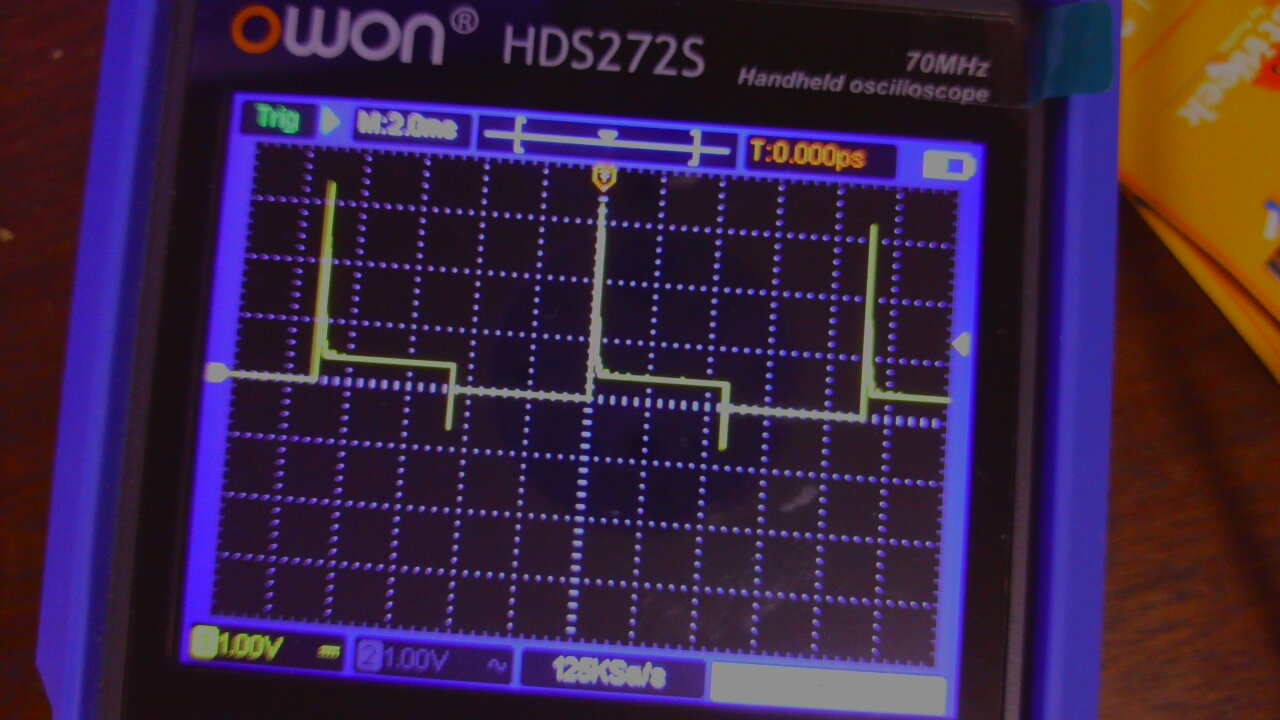 owon® HDS272S 70MHz
Handheld oscilloscope
Trig M:2.0ms T:0.000ps
T
1.00V 2 1.00V 125KSa/s